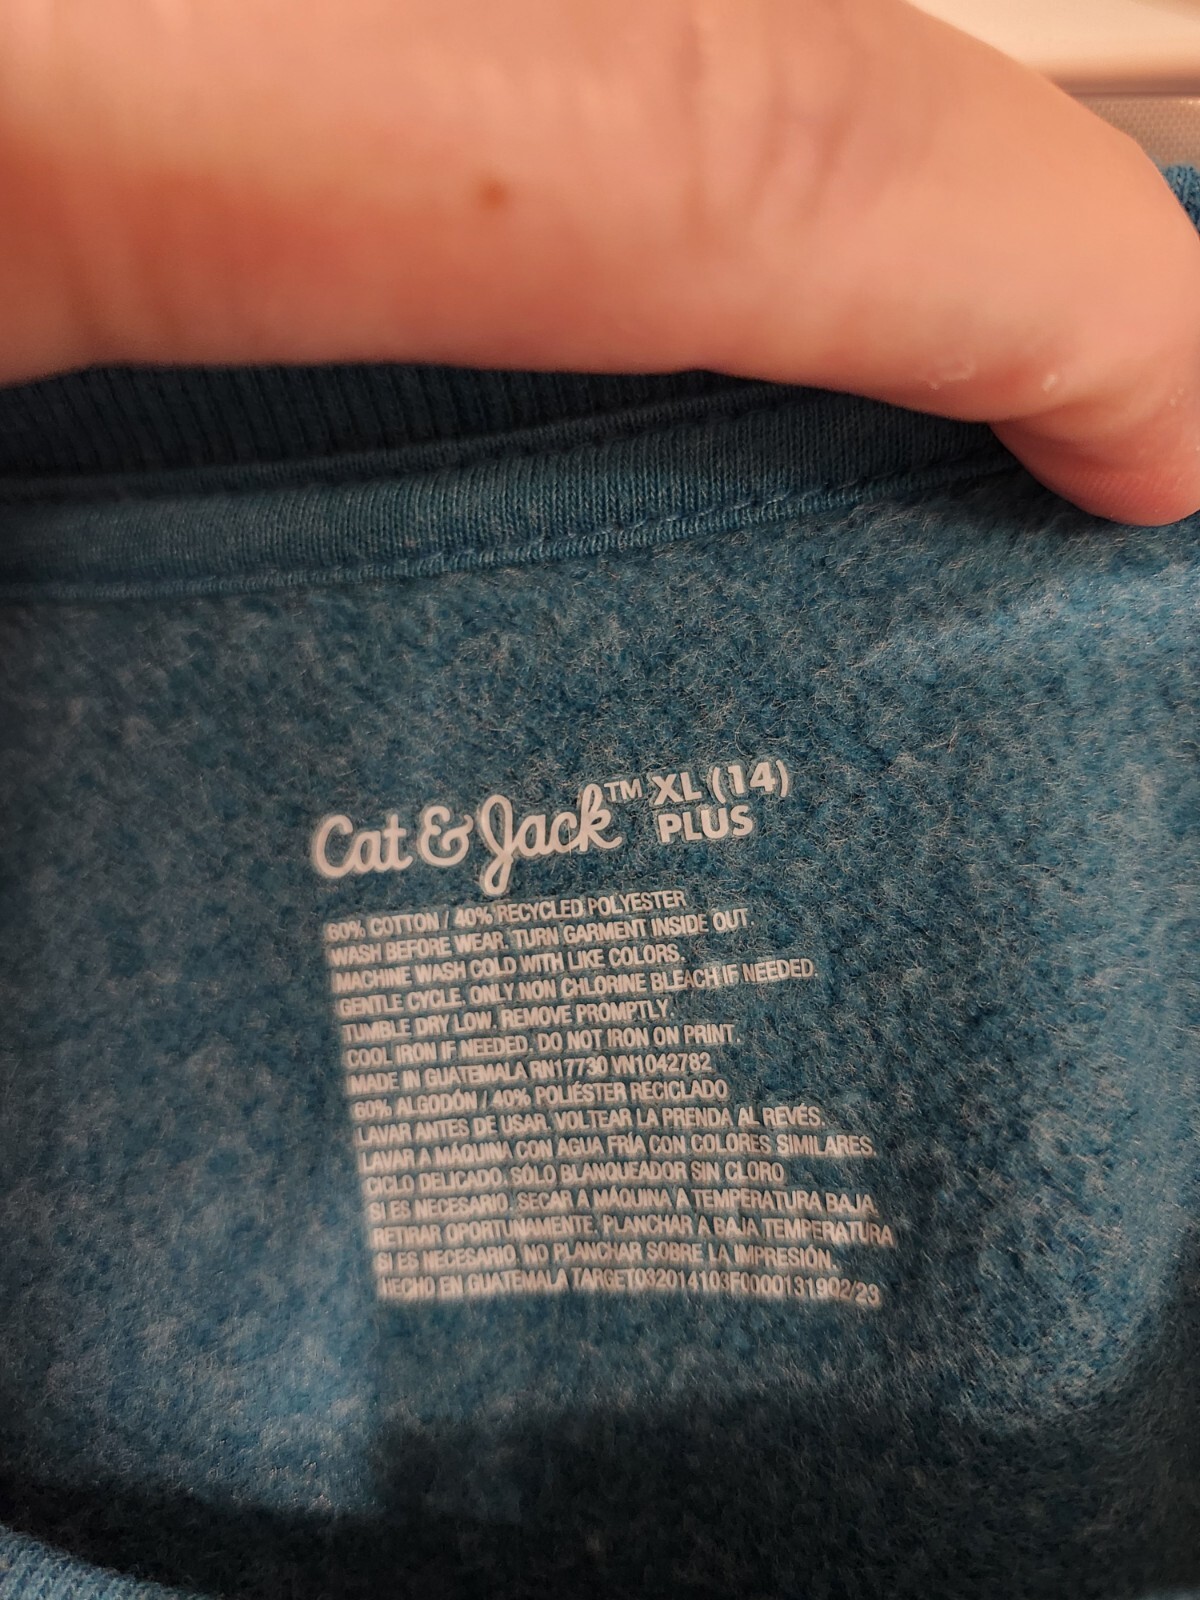 Cat & Jack™ XL (14)
PLUS
60% COTTON / 40% RECYCLED POLYESTER
WASH BEFORE WEAR. TURN GARMENT INSIDE OUT.
MACHINE WASH COLD WITH LIKE COLORS.
GENTLE CYCLE. ONLY NON CHLORINE BLEACH IF NEEDED.
TUMBLE DRY LOW. REMOVE PROMPTLY.
COOL IRON IF NEEDED. DO NOT IRON ON PRINT.
MADE IN GUATEMALA RN17730 VN1042782
60% ALGODÓN / 40% POLIÉSTER RECICLADO
LAVAR ANTES DE USAR. VOLTEAR LA PRENDA AL REVÉS.
LAVAR A MÁQUINA CON AGUA FRÍA CON COLORES SIMILARES.
CICLO DELICADO. SÓLO BLANQUEADOR SIN CLORO
SI ES NECESARIO. SECAR A MÁQUINA A TEMPERATURA BAJA.
RETIRAR OPORTUNAMENTE. PLANCHAR A BAJA TEMPERATURA
SI ES NECESARIO. NO PLANCHAR SOBRE LA IMPRESIÓN.
HECHO EN GUATEMALA TARGET032014103F0000131902/23